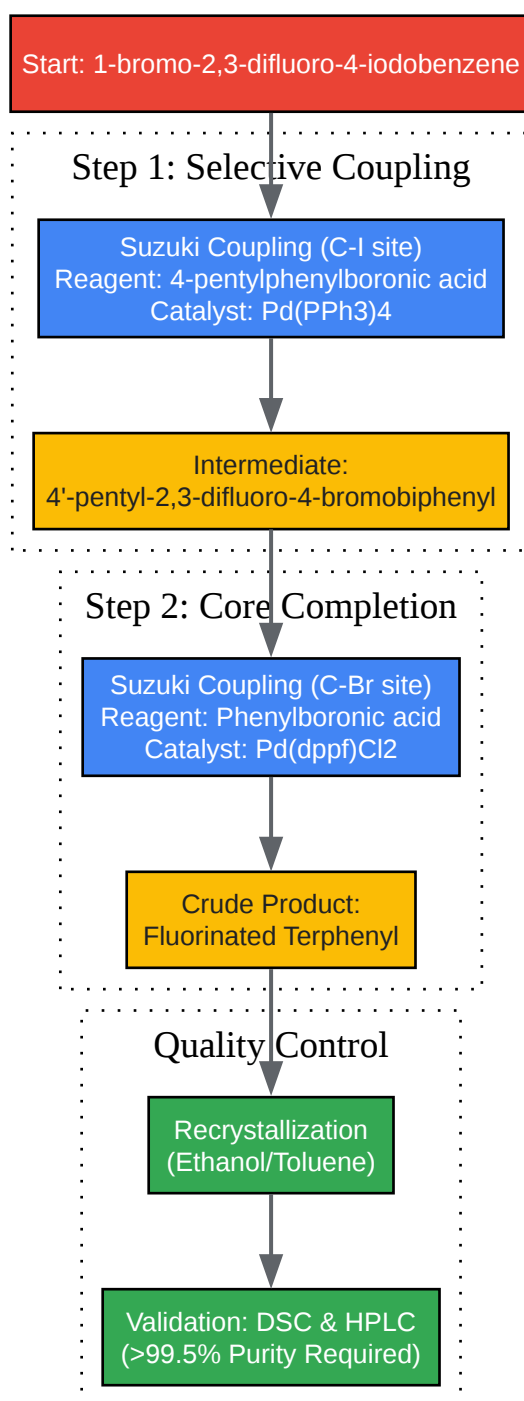 Start: 1-bromo-2,3-difluoro-4-iodobenzene
Step 1: Selective Coupling
Suzuki Coupling (C-I site)
Reagent: 4-pentylphenylboronic acid
Catalyst: Pd(PPh3)4
Intermediate:
4'-pentyl-2,3-difluoro-4-bromobiphenyl
Step 2: Core Completion
Suzuki Coupling (C-Br site)
Reagent: Phenylboronic acid
Catalyst: Pd(dppf)Cl2
Crude Product:
Fluorinated Terphenyl
Quality Control
Recrystallization
(Ethanol/Toluene)
Validation: DSC & HPLC
(>99.5% Purity Required)